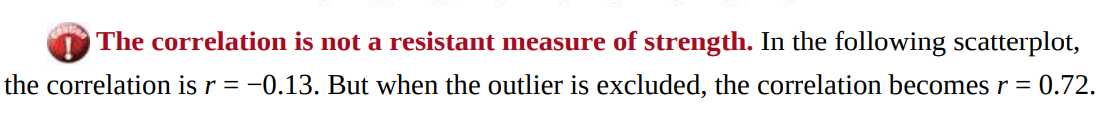 The correlation is not a resistant measure of strength. In the following scatterplot,
the correlation is r = −0.13. But when the outlier is excluded, the correlation becomes r = 0.72.